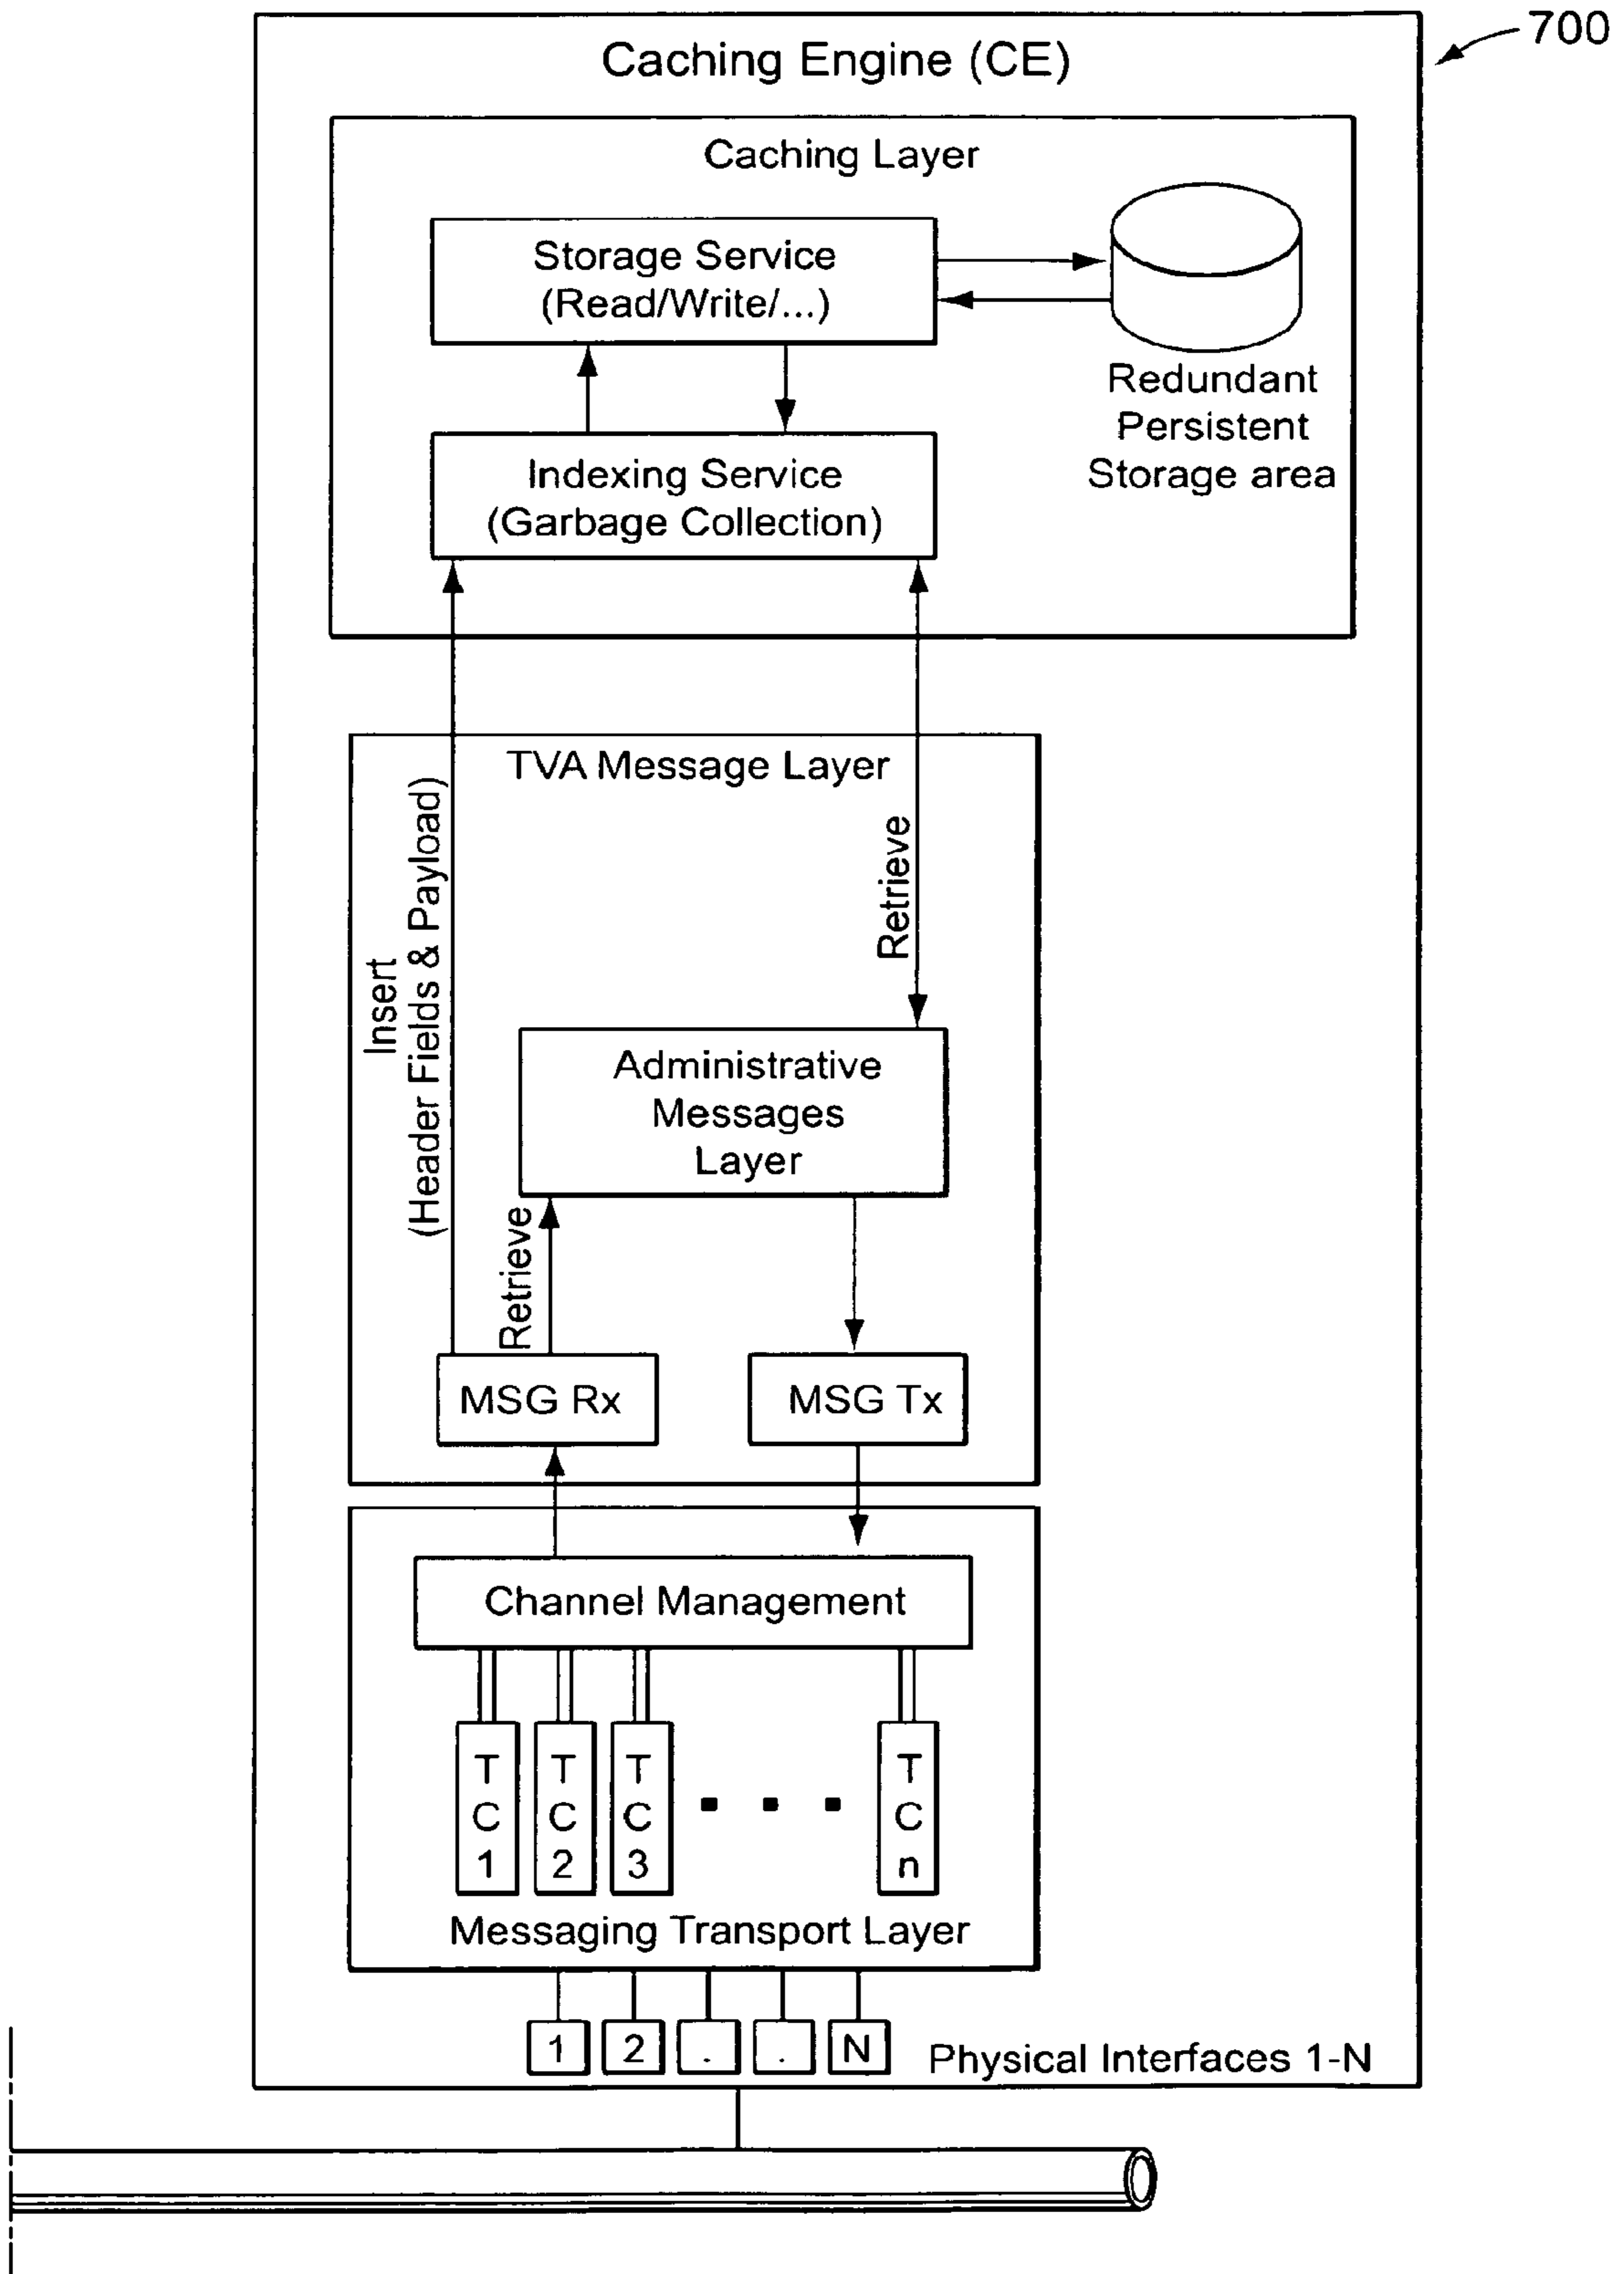 700
Caching Engine (CE)
Caching Layer
Storage Service
(Read/Write/...)
Redundant
Persistent
Storage area
Indexing Service
(Garbage Collection)
TVA Message Layer
Insert
(Header Fields & Payload)
Retrieve
Administrative
Messages
Layer
Retrieve
MSG Rx
MSG Tx
Channel Management
T
C
1
T
C
2
T
C
3
. . .
T
C
n
Messaging Transport Layer
1
2
.
.
N
Physical Interfaces 1-N